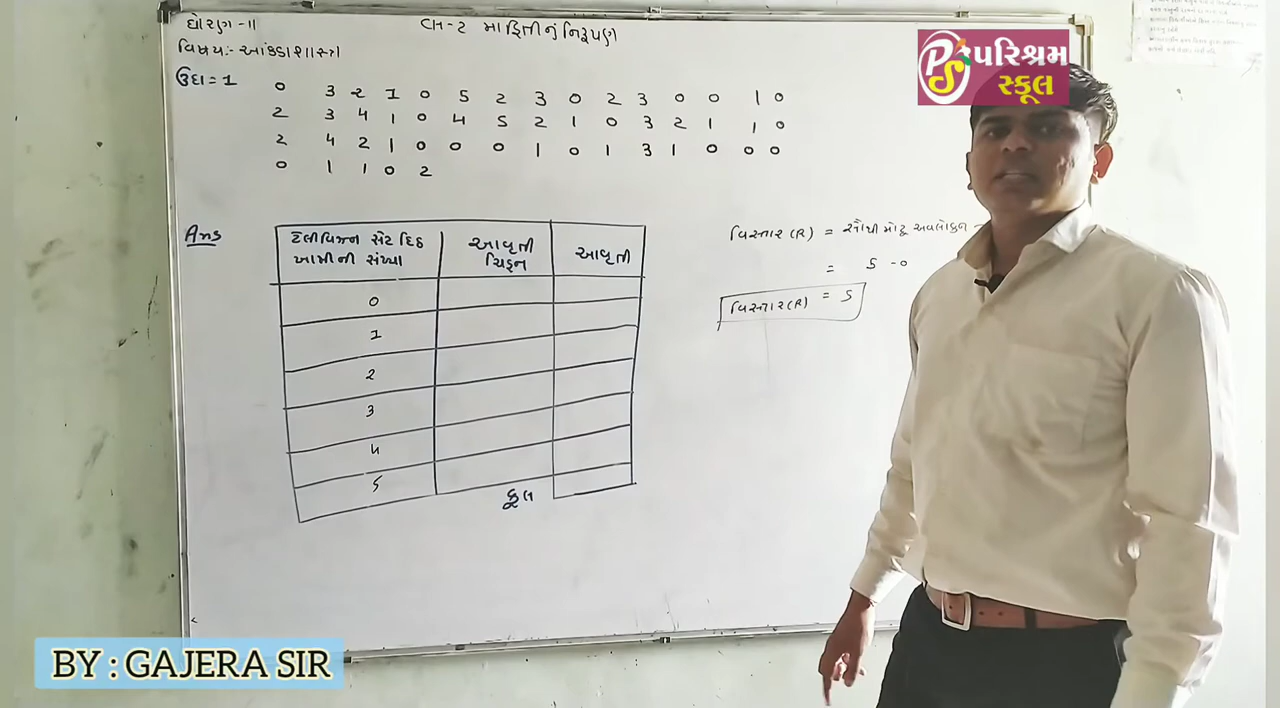 ધોરણ-11
Ch-2 માહિતીનું નિરૂપણ
વિષય:- આંકડાશાસ્ત્ર
ઉદા = 1
0 3 2 1 0 5 2 3 0 2 3 0 0 1 0
2 3 4 1 0 4 5 2 1 0 3 2 1 1 0
2 4 2 1 0 0 0 1 0 1 3 1 0 0 0
0 1 1 0 2
Ans
ટેલીવિઝન સેટ દિઠ ખામીની સંખ્યા
આવૃતી ચિહ્ન
આવૃતી
0
1
2
3
4
5
કુલ
વિસ્તાર (R) = સૌથી મોટુ અવલોકન -
= 5 - 0
વિસ્તાર (R) = 5
પરિશ્રમ
સ્કૂલ
PS
BY : GAJERA SIR